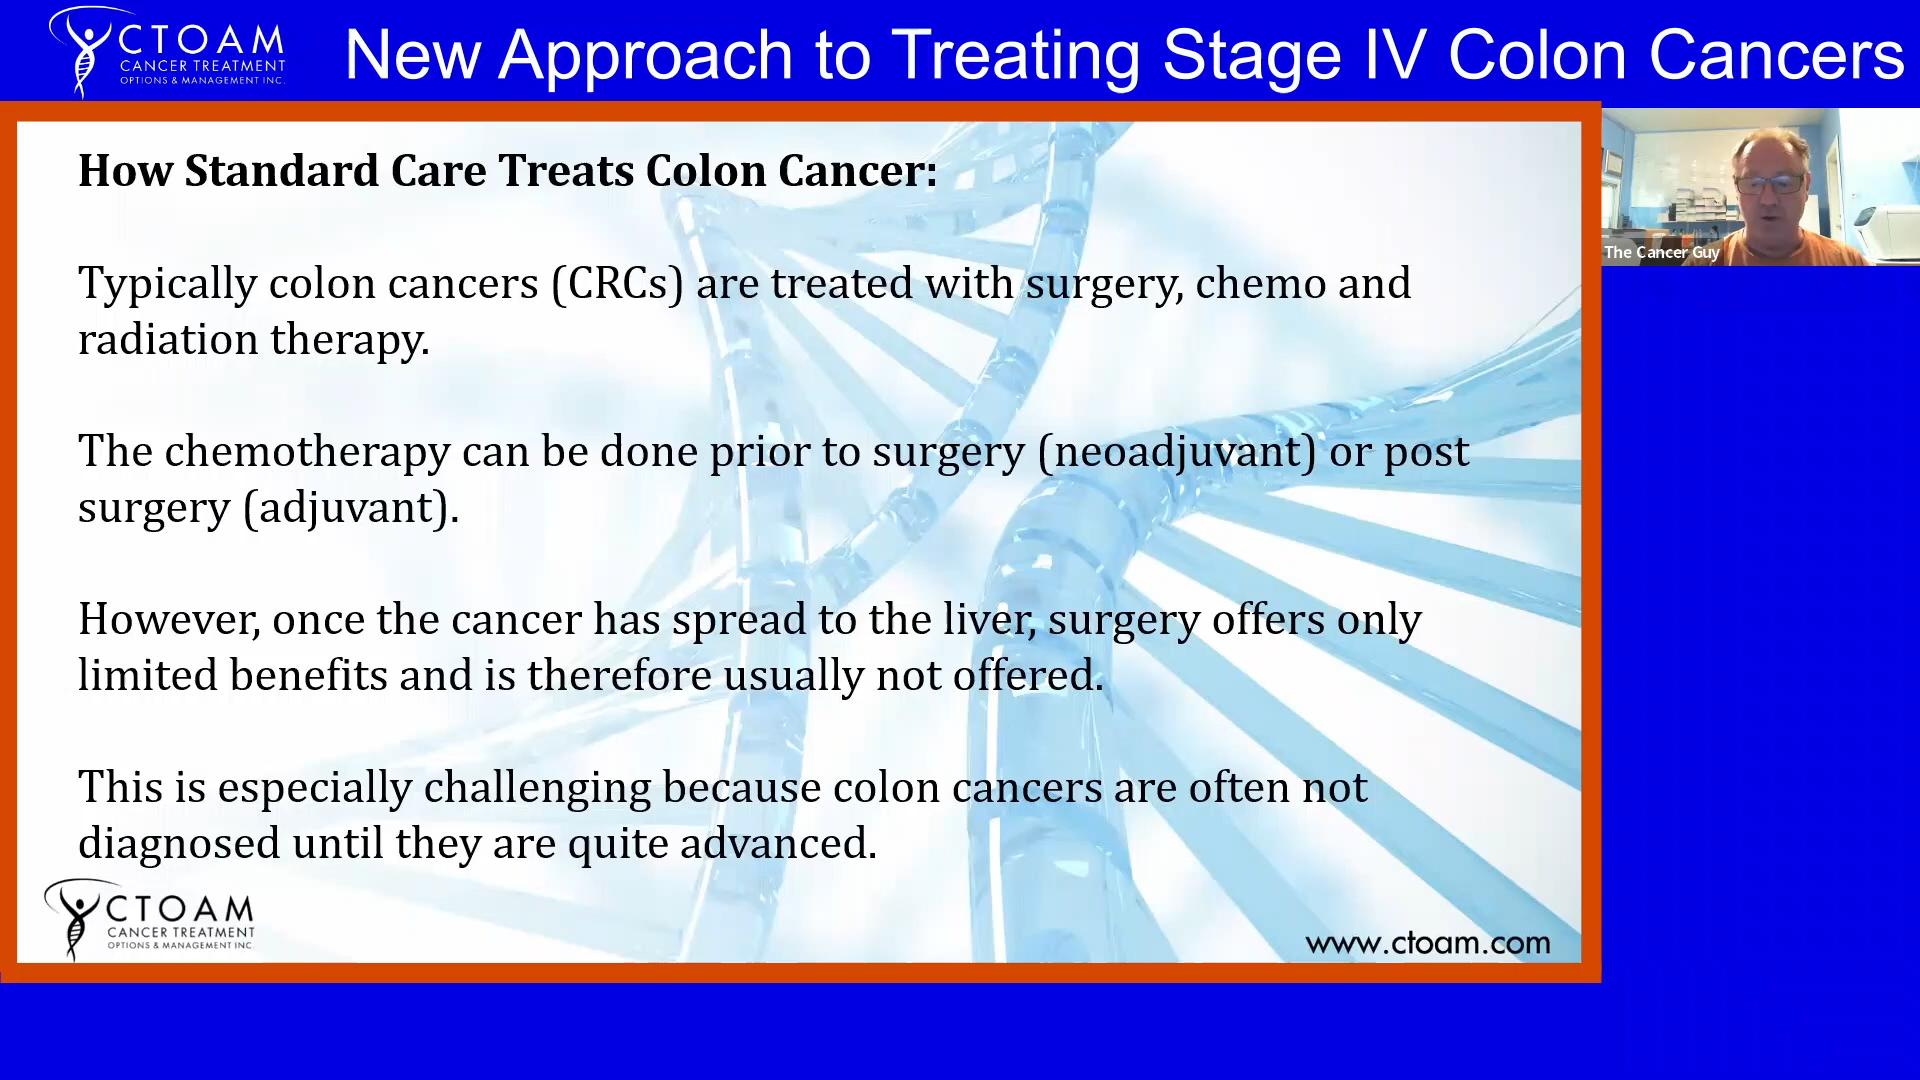 CTOAM
CANCER TREATMENT
OPTIONS & MANAGEMENT INC.
New Approach to Treating Stage IV Colon Cancers
How Standard Care Treats Colon Cancer:
Typically colon cancers (CRCs) are treated with surgery, chemo and
radiation therapy.
The chemotherapy can be done prior to surgery (neoadjuvant) or post
surgery (adjuvant).
However, once the cancer has spread to the liver, surgery offers only
limited benefits and is therefore usually not offered.
This is especially challenging because colon cancers are often not
diagnosed until they are quite advanced.
CTOAM
CANCER TREATMENT
OPTIONS & MANAGEMENT INC.
www.ctoam.com
The Cancer Guy